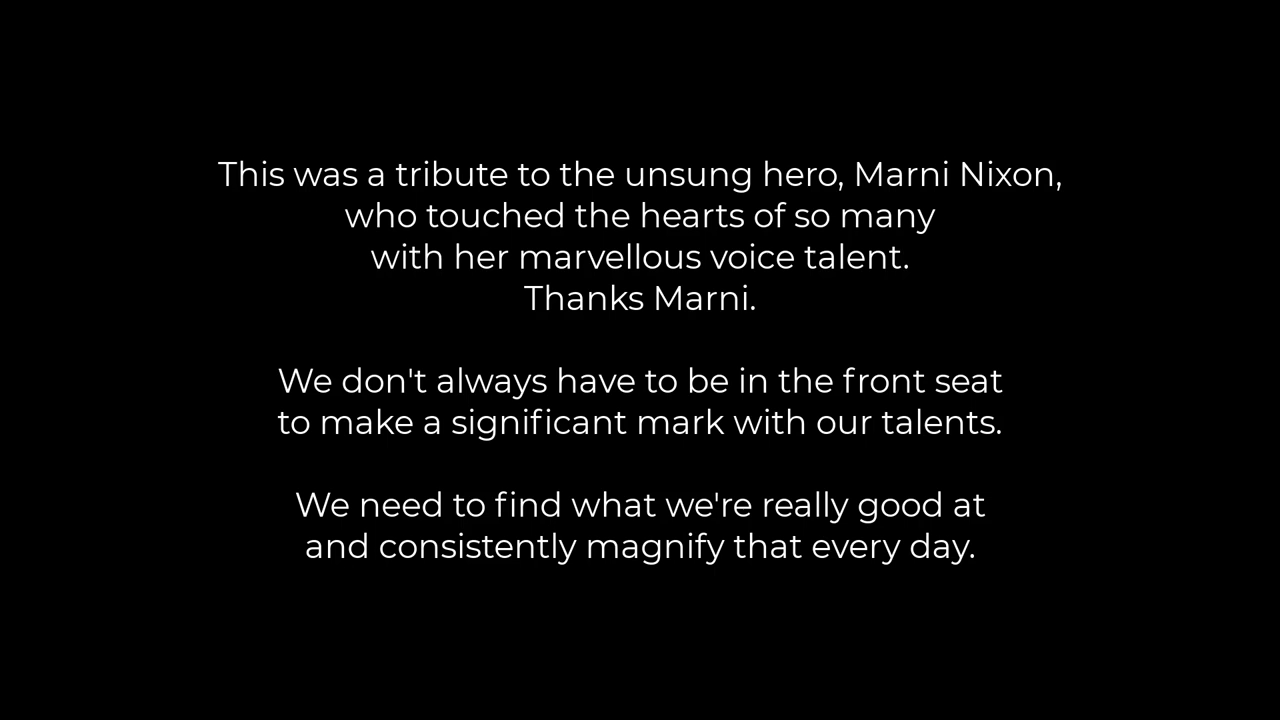 This was a tribute to the unsung hero, Marni Nixon,
who touched the hearts of so many
with her marvellous voice talent.
Thanks Marni.
We don't always have to be in the front seat
to make a significant mark with our talents.
We need to find what we're really good at
and consistently magnify that every day.